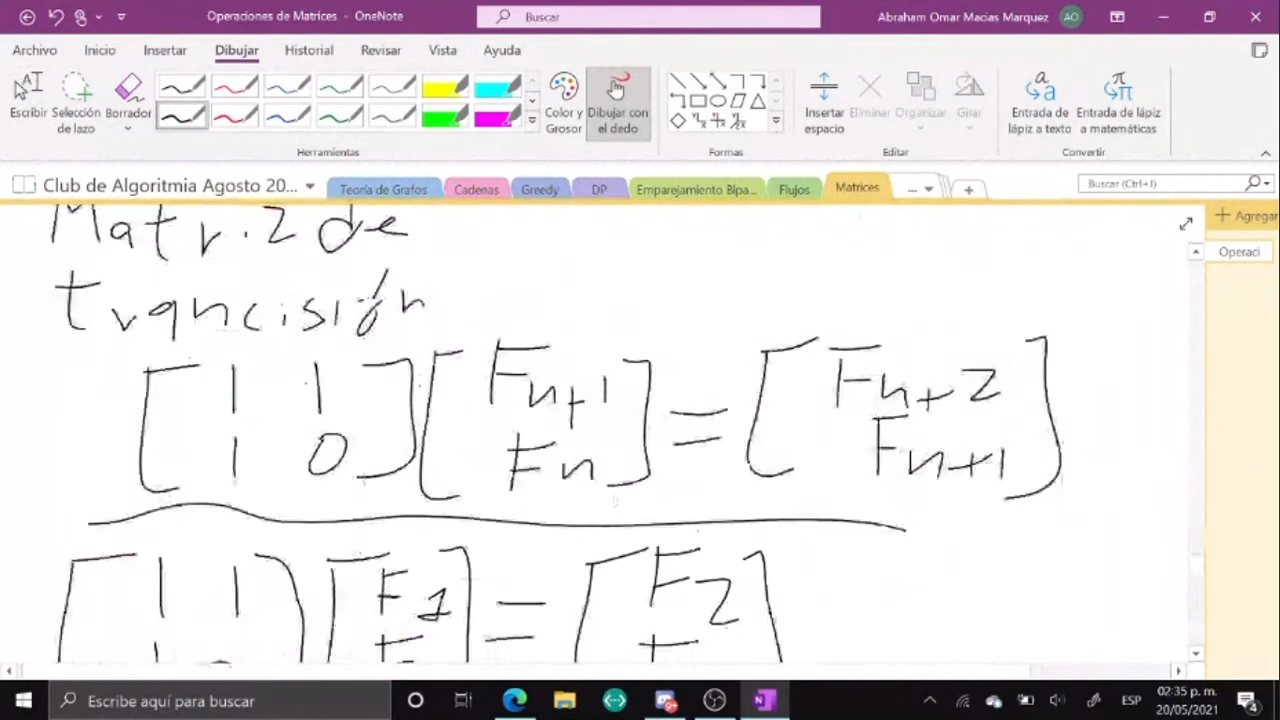 Operaciones de Matrices - OneNote
Buscar
Abraham Omar Macias Marquez
AO
Archivo Inicio Insertar Dibujar Historial Revisar Vista Ayuda
Escribir
Selección de lazo
Borrador
Color y Grosor
Dibujar con el dedo
Insertar espacio
Eliminar
Organizar
Girar
Entrada de lápiz a texto
Entrada de lápiz a matemáticas
Herramientas
Formas
Editar
Convertir
Club de Algoritmia Agosto 20...
Teoría de Grafos
Cadenas
Greedy
DP
Emparejamiento Bipa...
Flujos
Matrices
...
Buscar (Ctrl+J)
Agregar
Operaci
Matriz de
trancisión
[1 1] [Fn+1] = [Fn+2]
[1 0] [Fn] [Fn+1]
[1 1] [F1] = [F2]
Escribe aquí para buscar
ESP
02:35 p. m.
20/05/2021
4